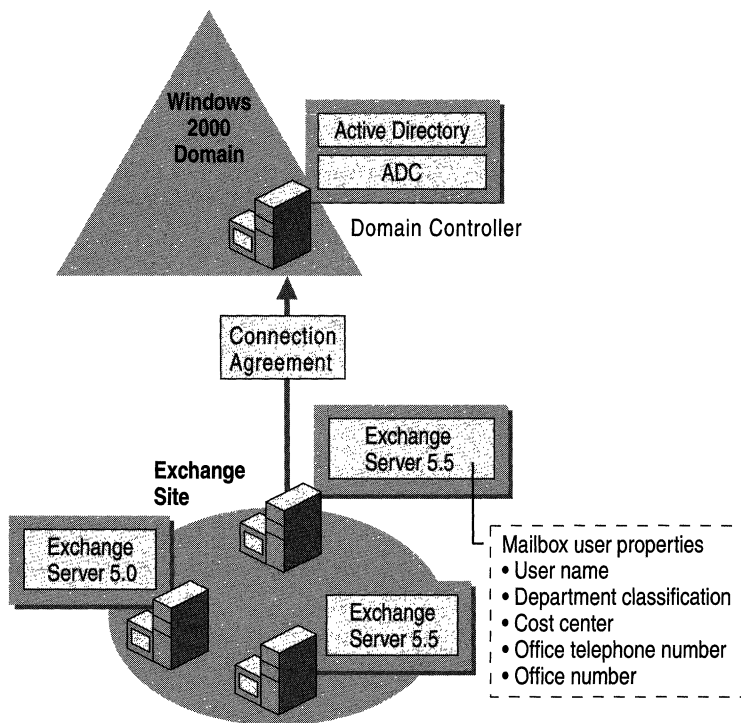 Windows
2000
Domain
Active Directory
ADC
Domain Controller
Connection
Agreement
Exchange
Server 5.5
Exchange
Site
Exchange
Server 5.0
Exchange
Server 5.5
Mailbox user properties
• User name
• Department classification
• Cost center
• Office telephone number
• Office number